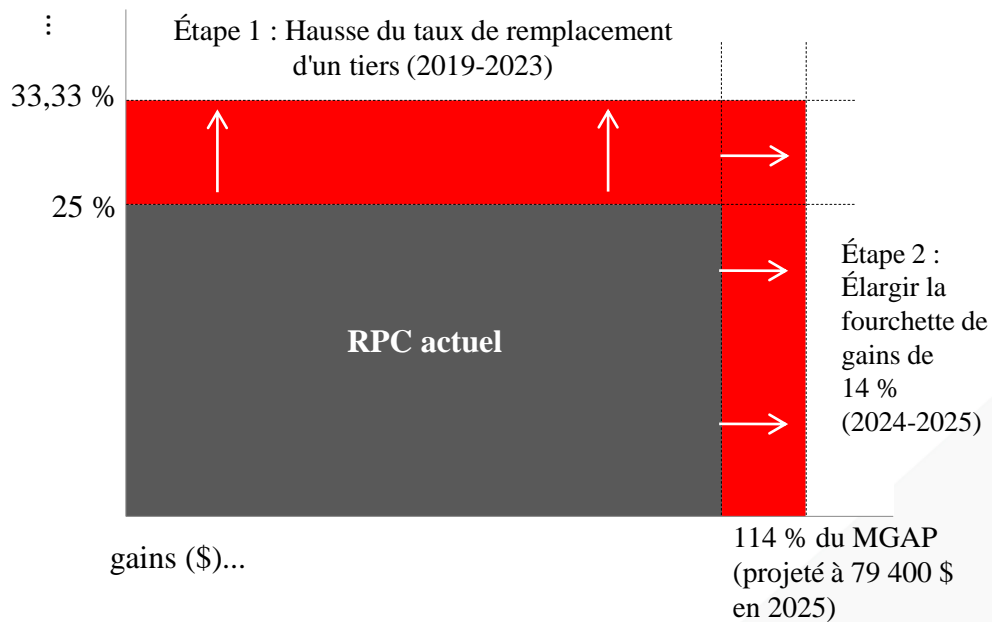 ⋮
Étape 1 : Hausse du taux de remplacement
d'un tiers (2019-2023)
33,33 %
25 %
RPC actuel
Étape 2 :
Élargir la
fourchette de
gains de
14 %
(2024-2025)
gains ($)...
114 % du MGAP
(projeté à 79 400 $
en 2025)